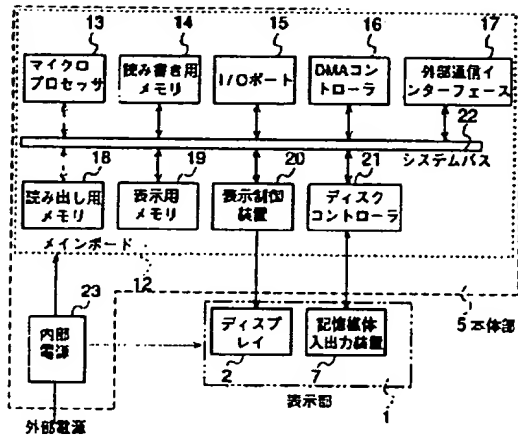 13
14
15
16
17
マイクロ
プロセッサ
読み書き用
メモリ
I/Oポート
DMAコント
ローラ
外部通信イ
ンターフェース
22
システムバス
18
19
20
21
読み出し用
メモリ
表示用
メモリ
表示制御
装置
ディスク
コントローラ
メインボード
12
23
内部
電源
外部電源
5 本体部
ディスプ
レイ
2
記憶媒体
入出力装置
7
表示部
1